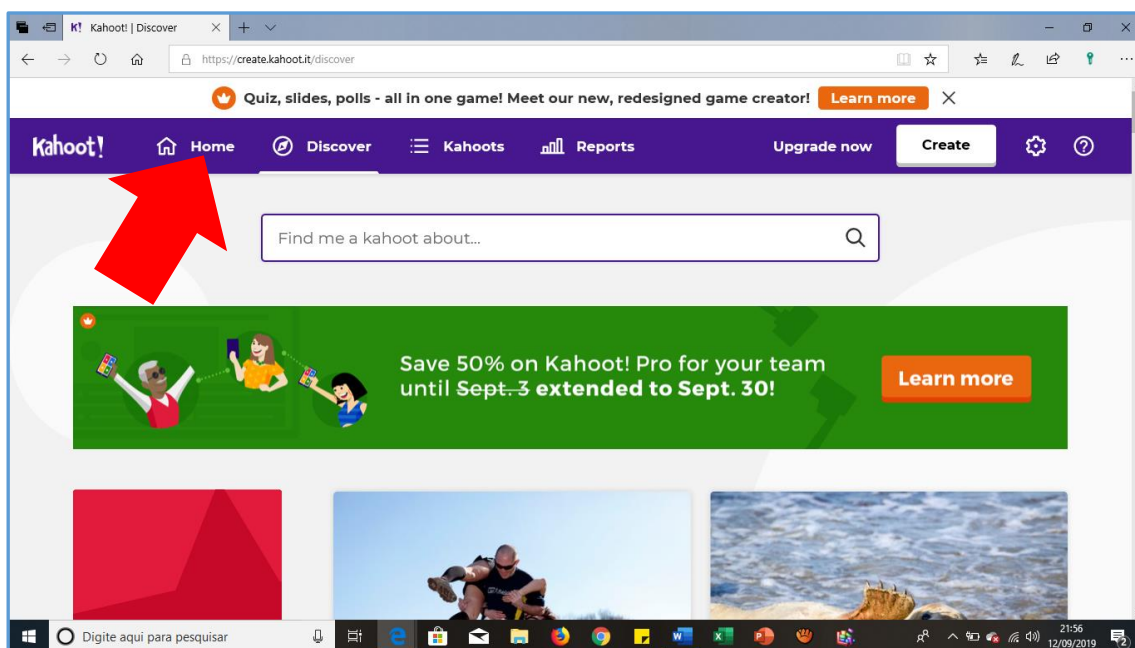 K! Kahoot! | Discover
https://create.kahoot.it/discover
Quiz, slides, polls - all in one game! Meet our new, redesigned game creator! Learn more
Kahoot! Home Discover Kahoots Reports Upgrade now Create
Find me a kahoot about...
Save 50% on Kahoot! Pro for your team
until Sept. 3 extended to Sept. 30!
Learn more
Digite aqui para pesquisar
21:56
12/09/2019
2